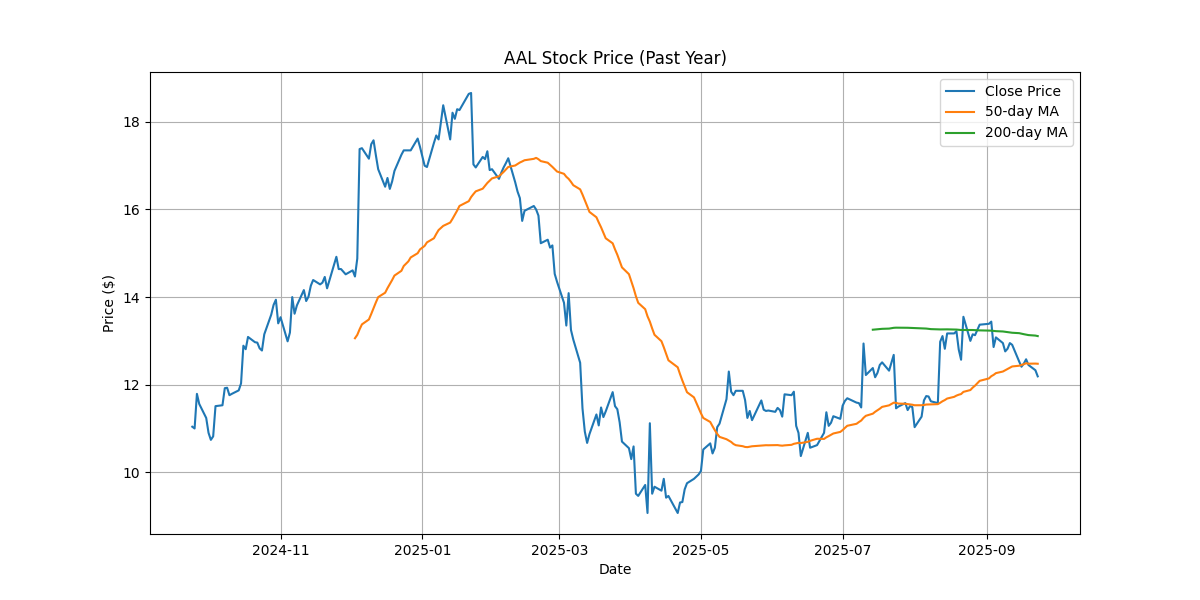 AAL Stock Price (Past Year)
Close Price
50-day MA
200-day MA
Price ($)
18
16
14
12
10
2024-11
2025-01
2025-03
2025-05
2025-07
2025-09
Date